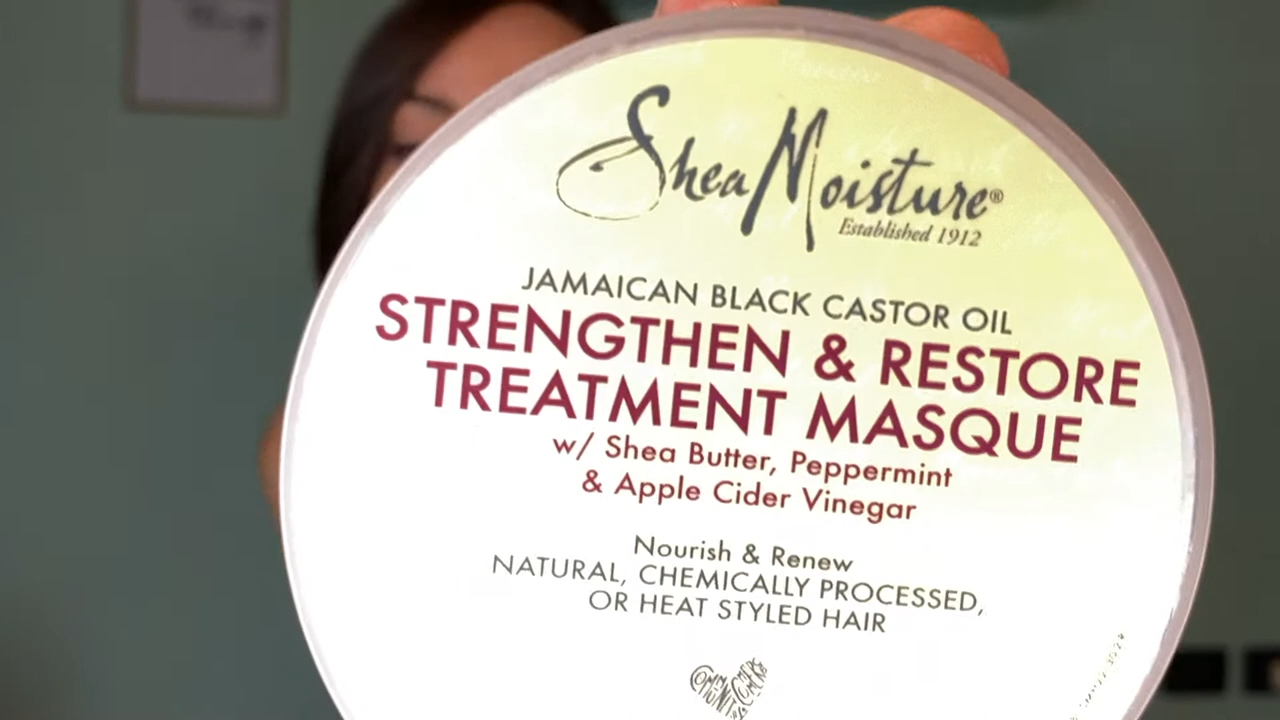 SheaMoisture®
Established 1912
JAMAICAN BLACK CASTOR OIL
STRENGTHEN & RESTORE
TREATMENT MASQUE
w/ Shea Butter, Peppermint
& Apple Cider Vinegar
Nourish & Renew
NATURAL, CHEMICALLY PROCESSED,
OR HEAT STYLED HAIR